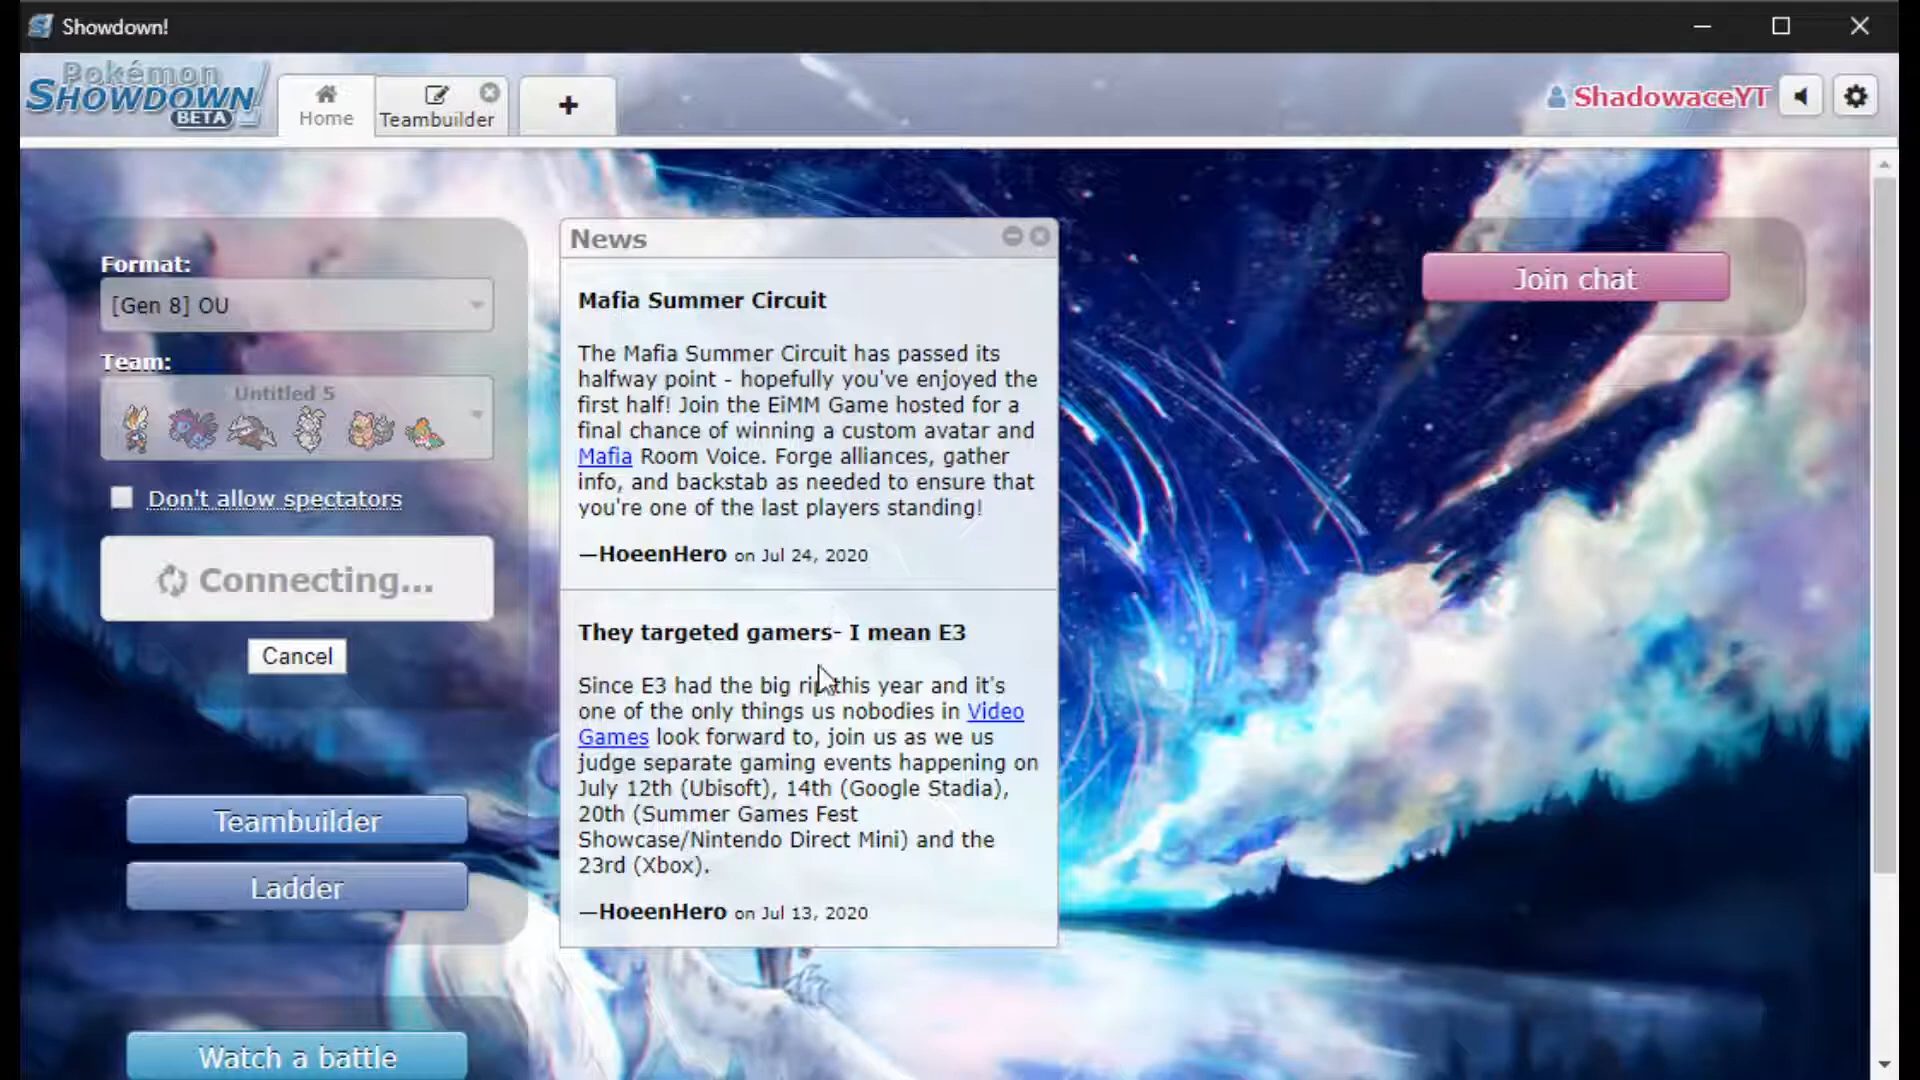 Showdown!
Pokémon
SHOWDOWN!
BETA
Home
Teambuilder
+
ShadowaceYT
Format:
[Gen 8] OU
Team:
Untitled 5
Don't allow spectators
Connecting...
Cancel
Teambuilder
Ladder
Watch a battle
News
Mafia Summer Circuit
The Mafia Summer Circuit has passed its
halfway point - hopefully you've enjoyed the
first half! Join the EiMM Game hosted for a
final chance of winning a custom avatar and
Mafia Room Voice. Forge alliances, gather
info, and backstab as needed to ensure that
you're one of the last players standing!
—HoeenHero on Jul 24, 2020
They targeted gamers- I mean E3
Since E3 had the big rip this year and it's
one of the only things us nobodies in Video
Games look forward to, join us as we us
judge separate gaming events happening on
July 12th (Ubisoft), 14th (Google Stadia),
20th (Summer Games Fest
Showcase/Nintendo Direct Mini) and the
23rd (Xbox).
—HoeenHero on Jul 13, 2020
Join chat